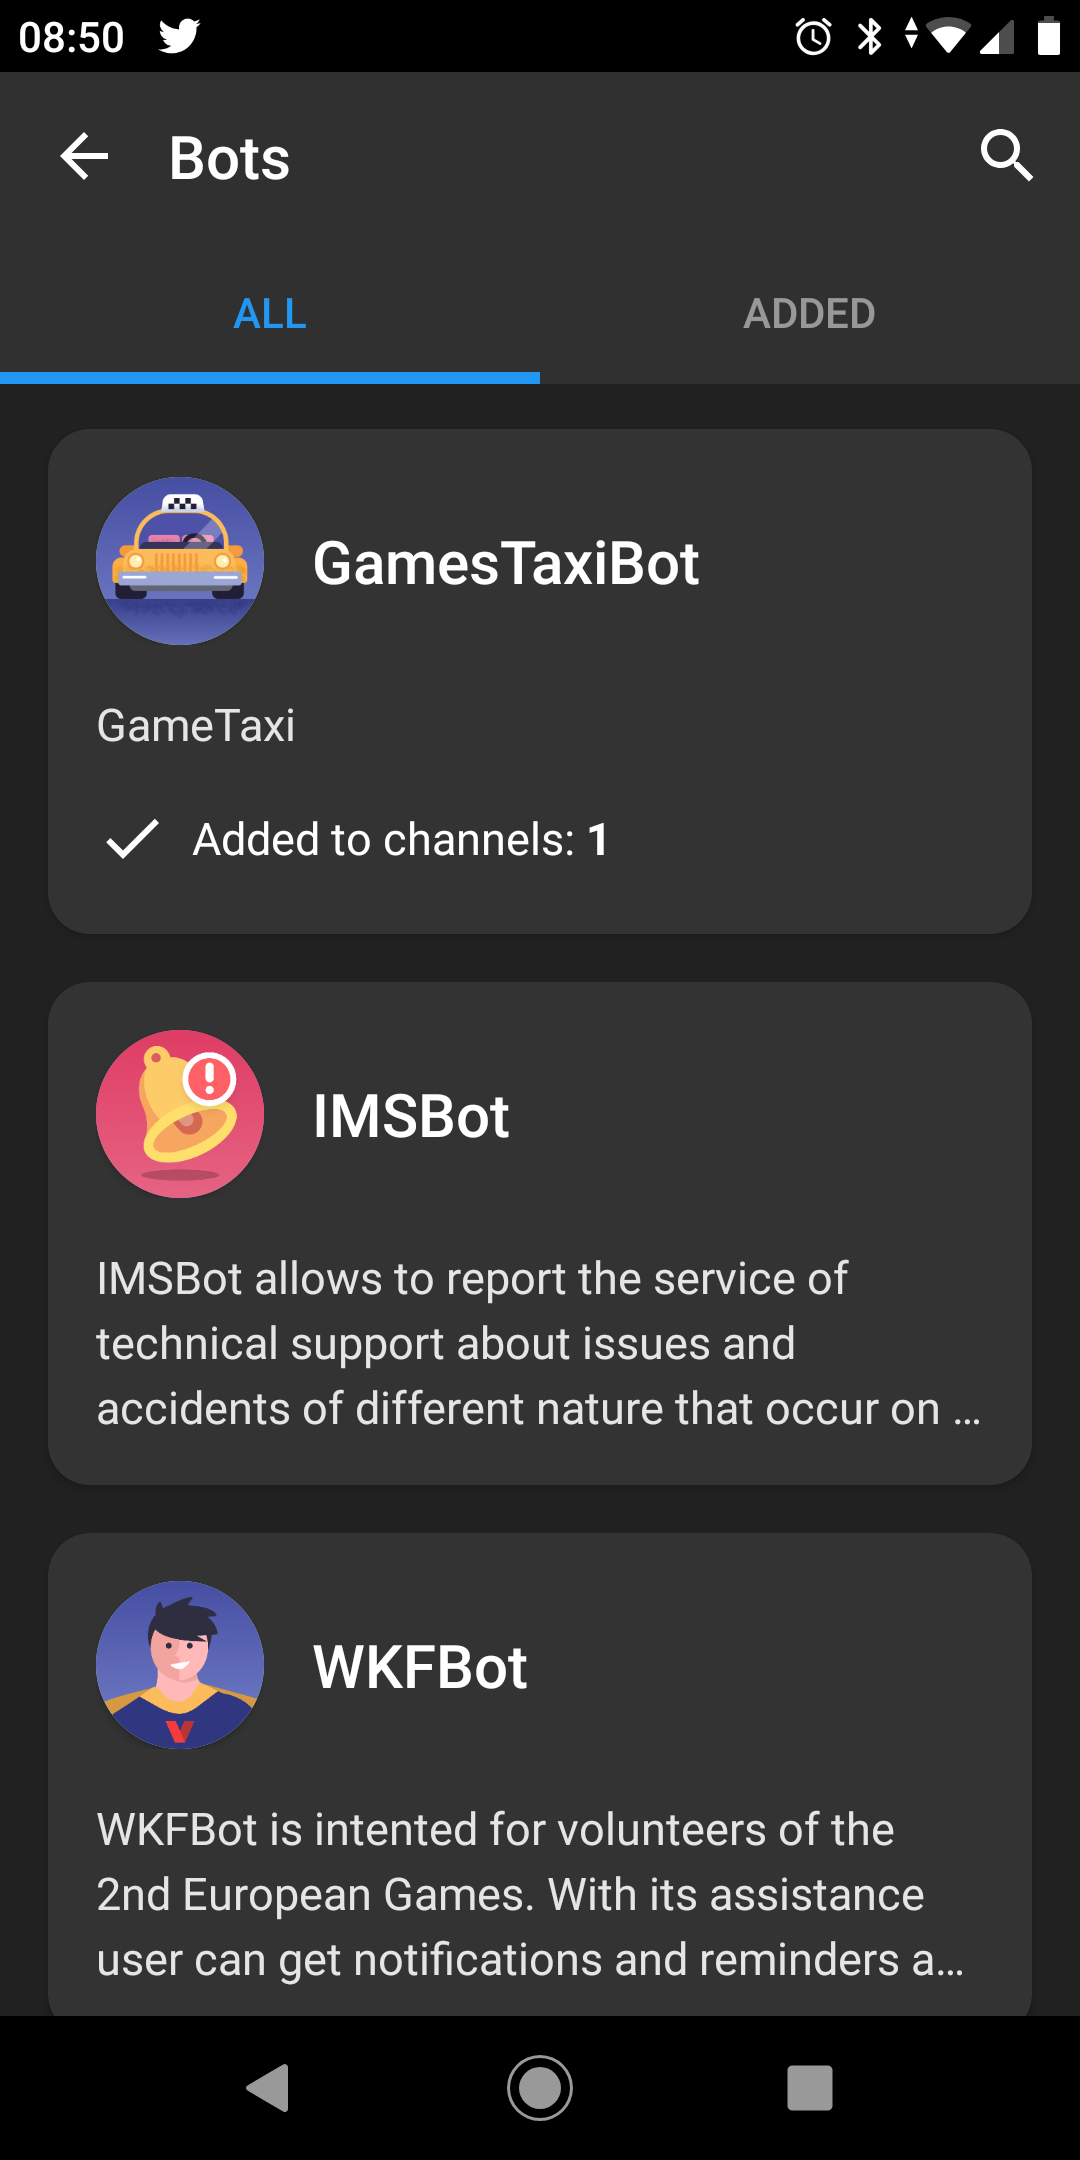 08:50
Bots
ALL
ADDED
GamesTaxiBot
GameTaxi
Added to channels: 1
IMSBot
IMSBot allows to report the service of
technical support about issues and
accidents of different nature that occur on ...
WKFBot
WKFBot is intented for volunteers of the
2nd European Games. With its assistance
user can get notifications and reminders a...